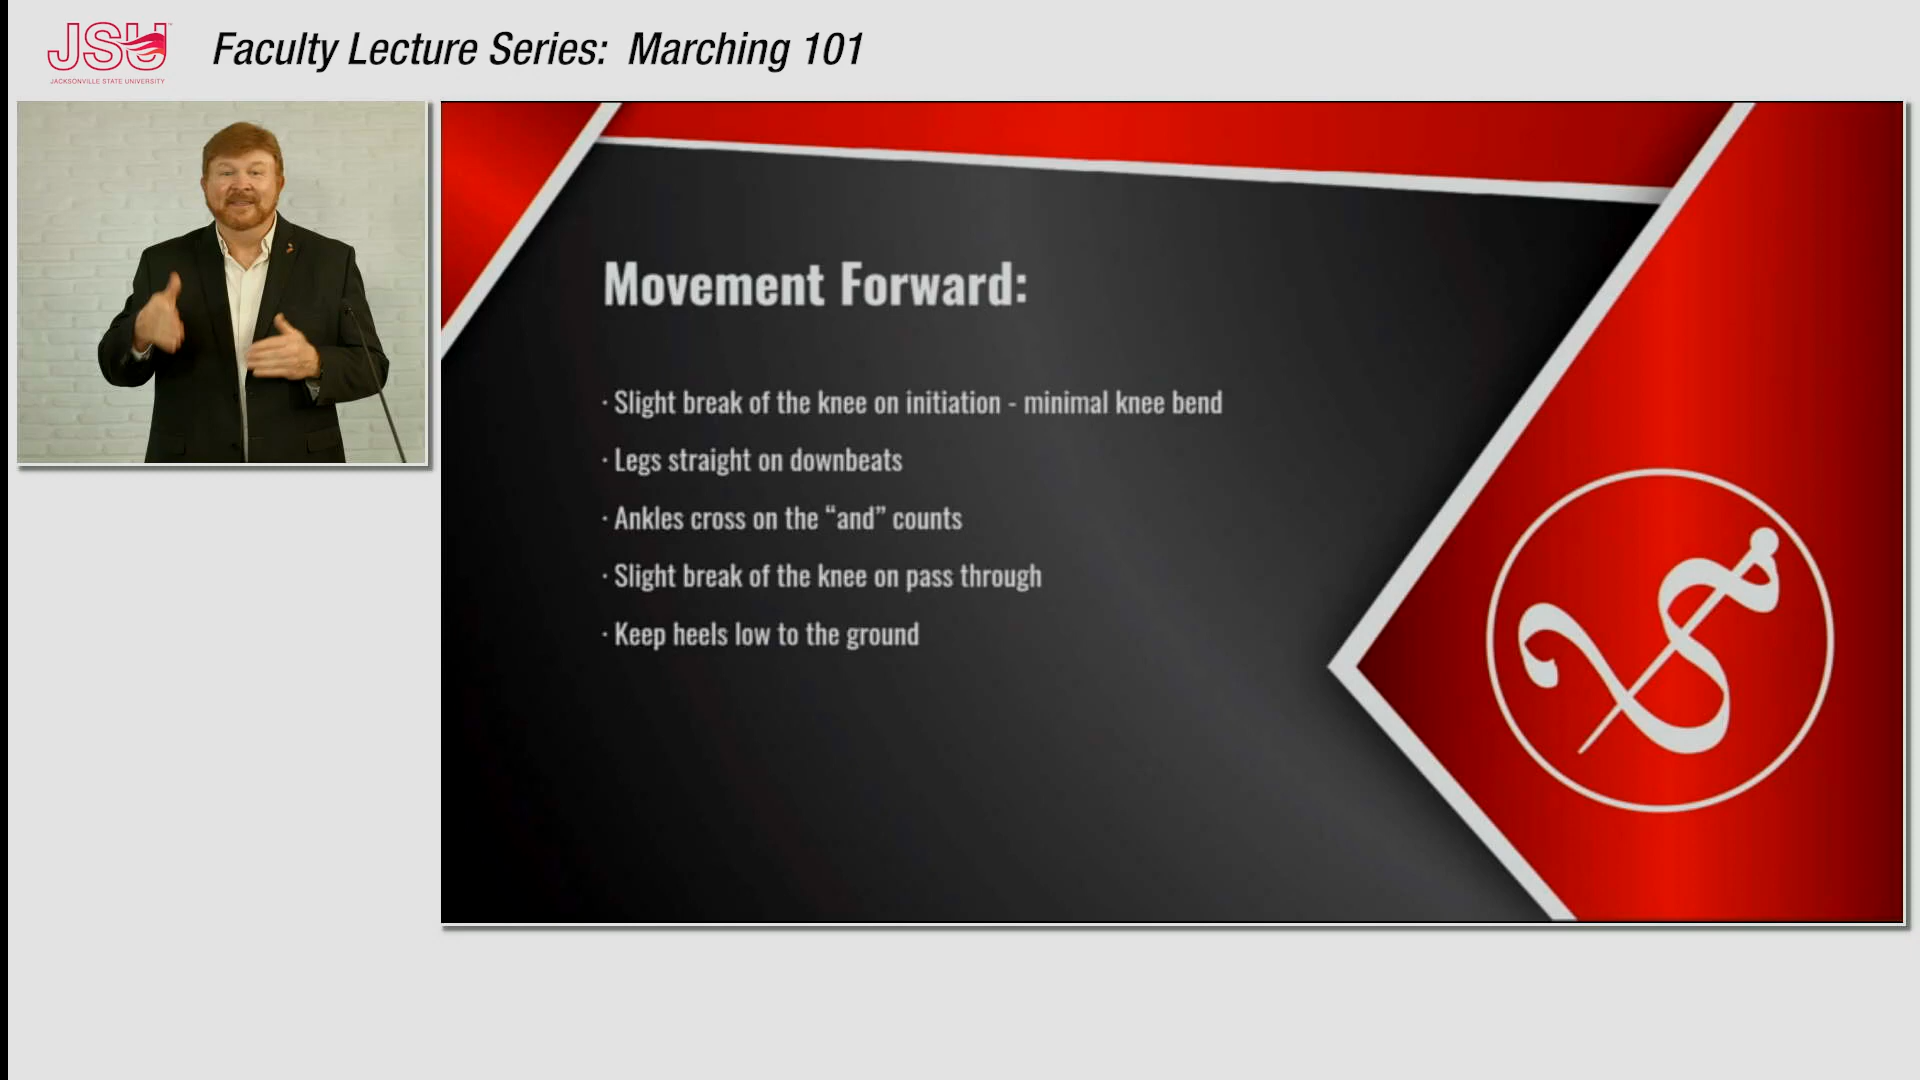 JSU
JACKSONVILLE STATE UNIVERSITY
Faculty Lecture Series: Marching 101
Movement Forward:
· Slight break of the knee on initiation - minimal knee bend
· Legs straight on downbeats
· Ankles cross on the “and” counts
· Slight break of the knee on pass through
· Keep heels low to the ground